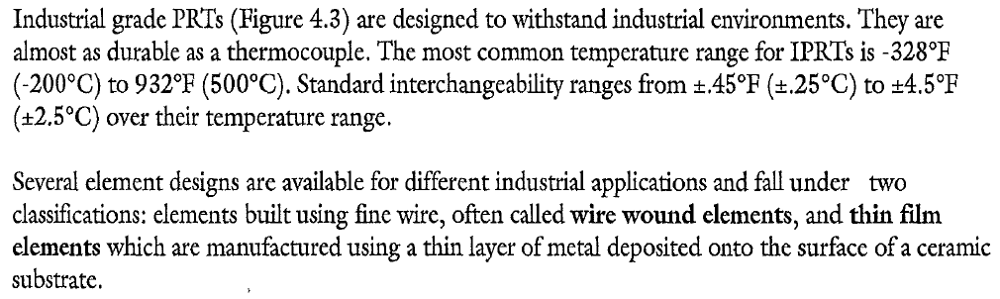 Industrial grade PRTs (Figure 4.3) are designed to withstand industrial environments. They are
almost as durable as a thermocouple. The most common temperature range for IPRTs is -328°F
(-200°C) to 932°F (500°C). Standard interchangeability ranges from ±.45°F (±.25°C) to ±4.5°F
(±2.5°C) over their temperature range.
Several element designs are available for different industrial applications and fall under two
classifications: elements built using fine wire, often called wire wound elements, and thin film
elements which are manufactured using a thin layer of metal deposited onto the surface of a ceramic
substrate.